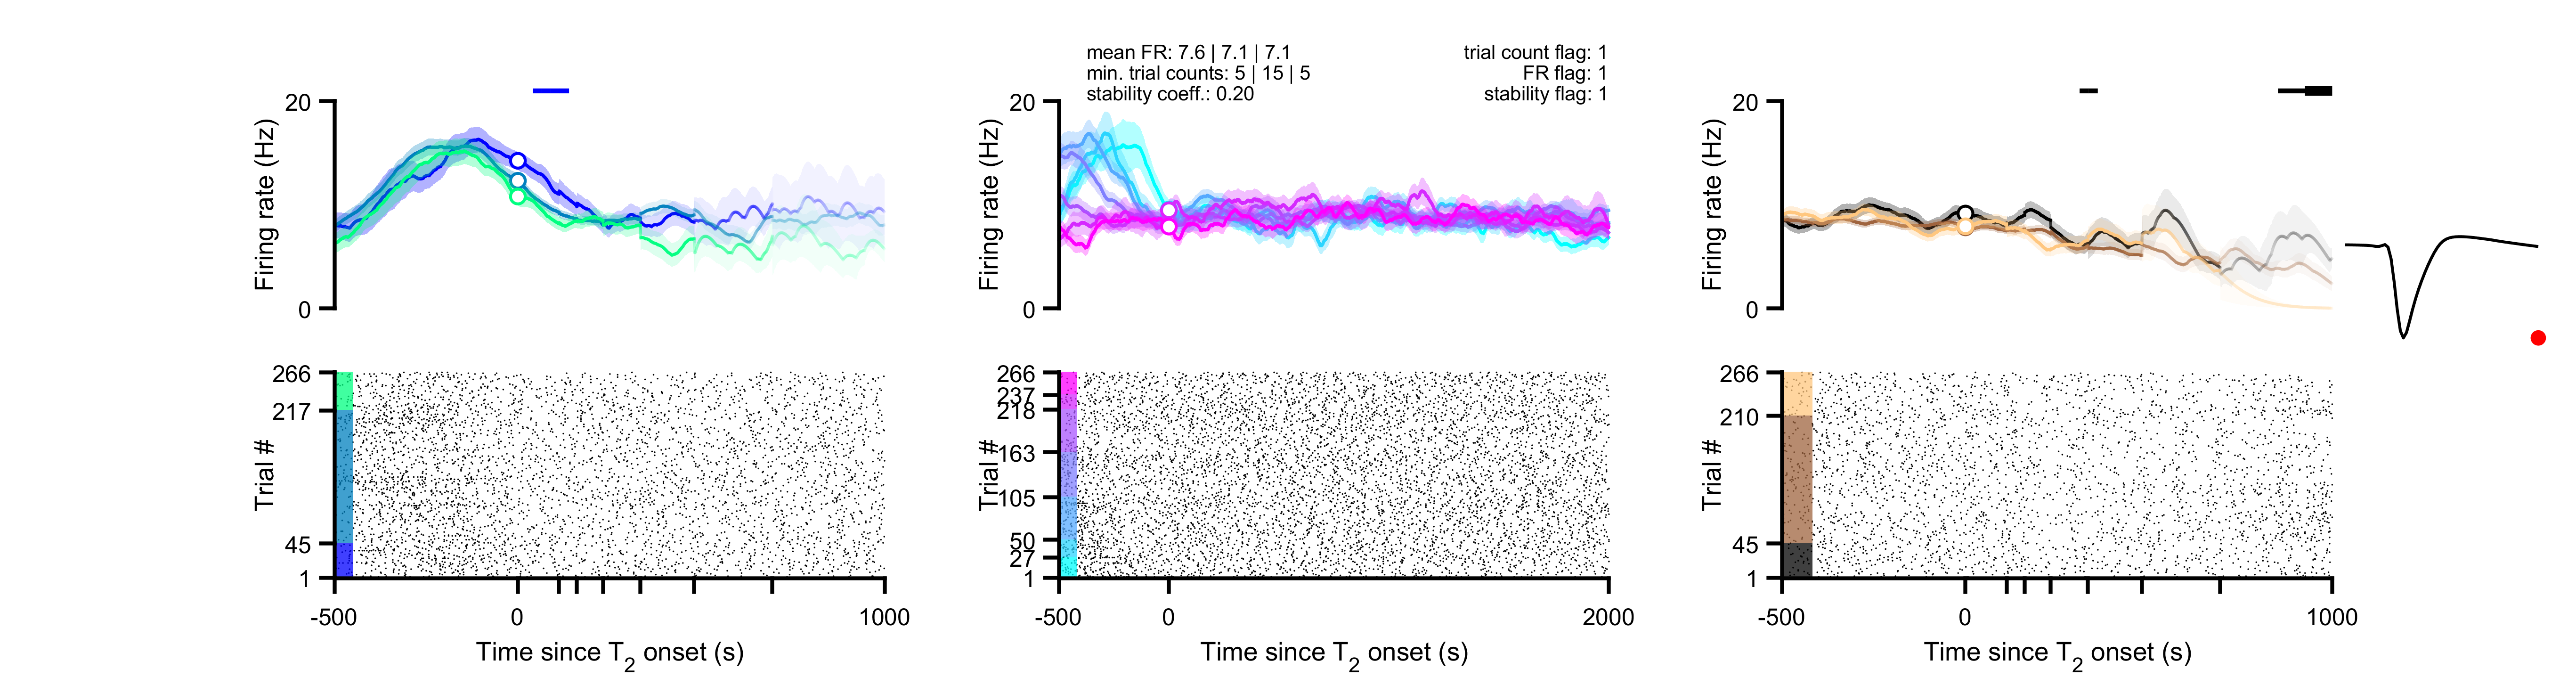 mean FR: 7.6 | 7.1 | 7.1
min. trial counts: 5 | 15 | 5
stability coeff.: 0.20
trial count flag: 1
FR flag: 1
stability flag: 1
20
Firing rate (Hz)
0
20
Firing rate (Hz)
0
20
Firing rate (Hz)
0
266
217
Trial #
45
1
-500
0
1000
Time since T2 onset (s)
266
237
218
163
Trial #
105
50
27
1
-500
0
2000
Time since T2 onset (s)
266
210
Trial #
45
1
-500
0
1000
Time since T2 onset (s)